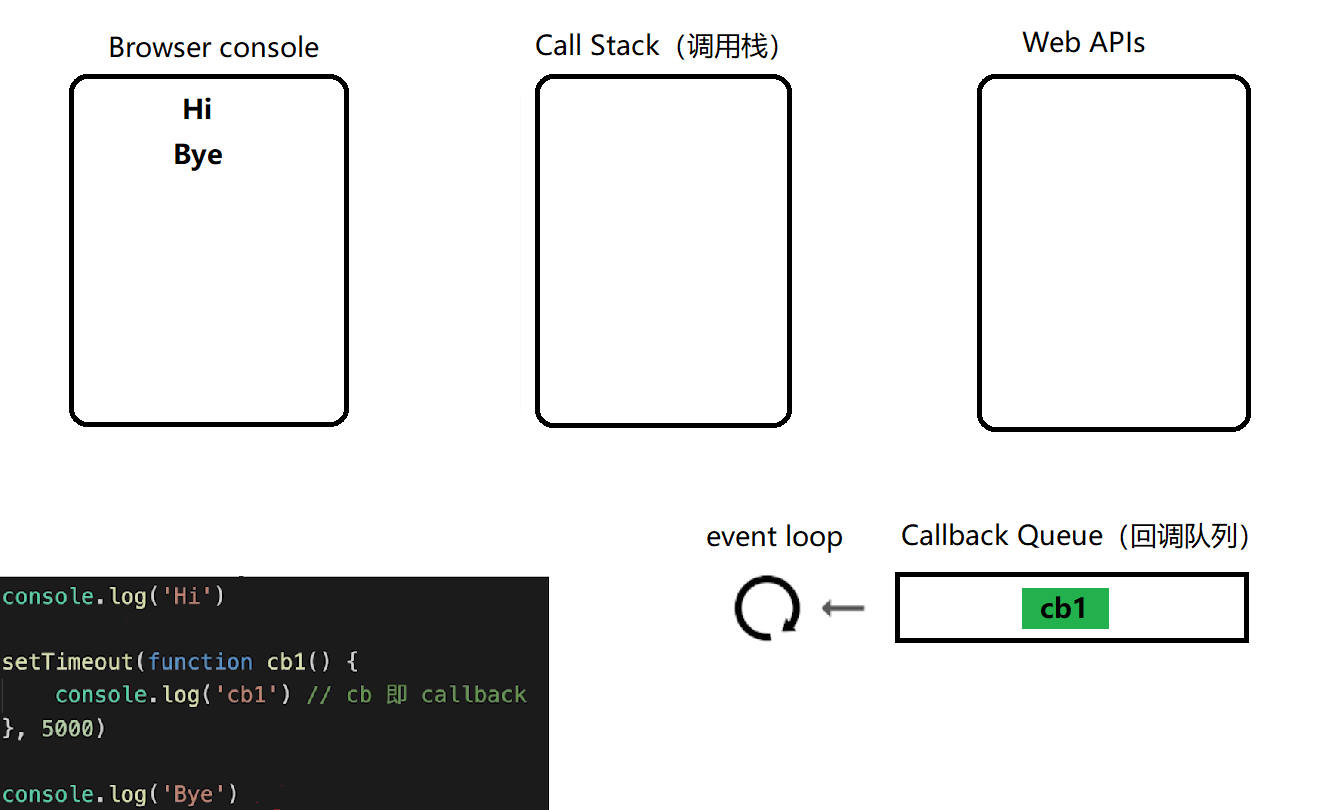 Browser console
Call Stack（调用栈）
Web APIs
Hi
Bye
event loop
Callback Queue（回调队列）
cb1
console.log('Hi')
setTimeout(function cb1() {
    console.log('cb1') // cb 即 callback
}, 5000)
console.log('Bye')